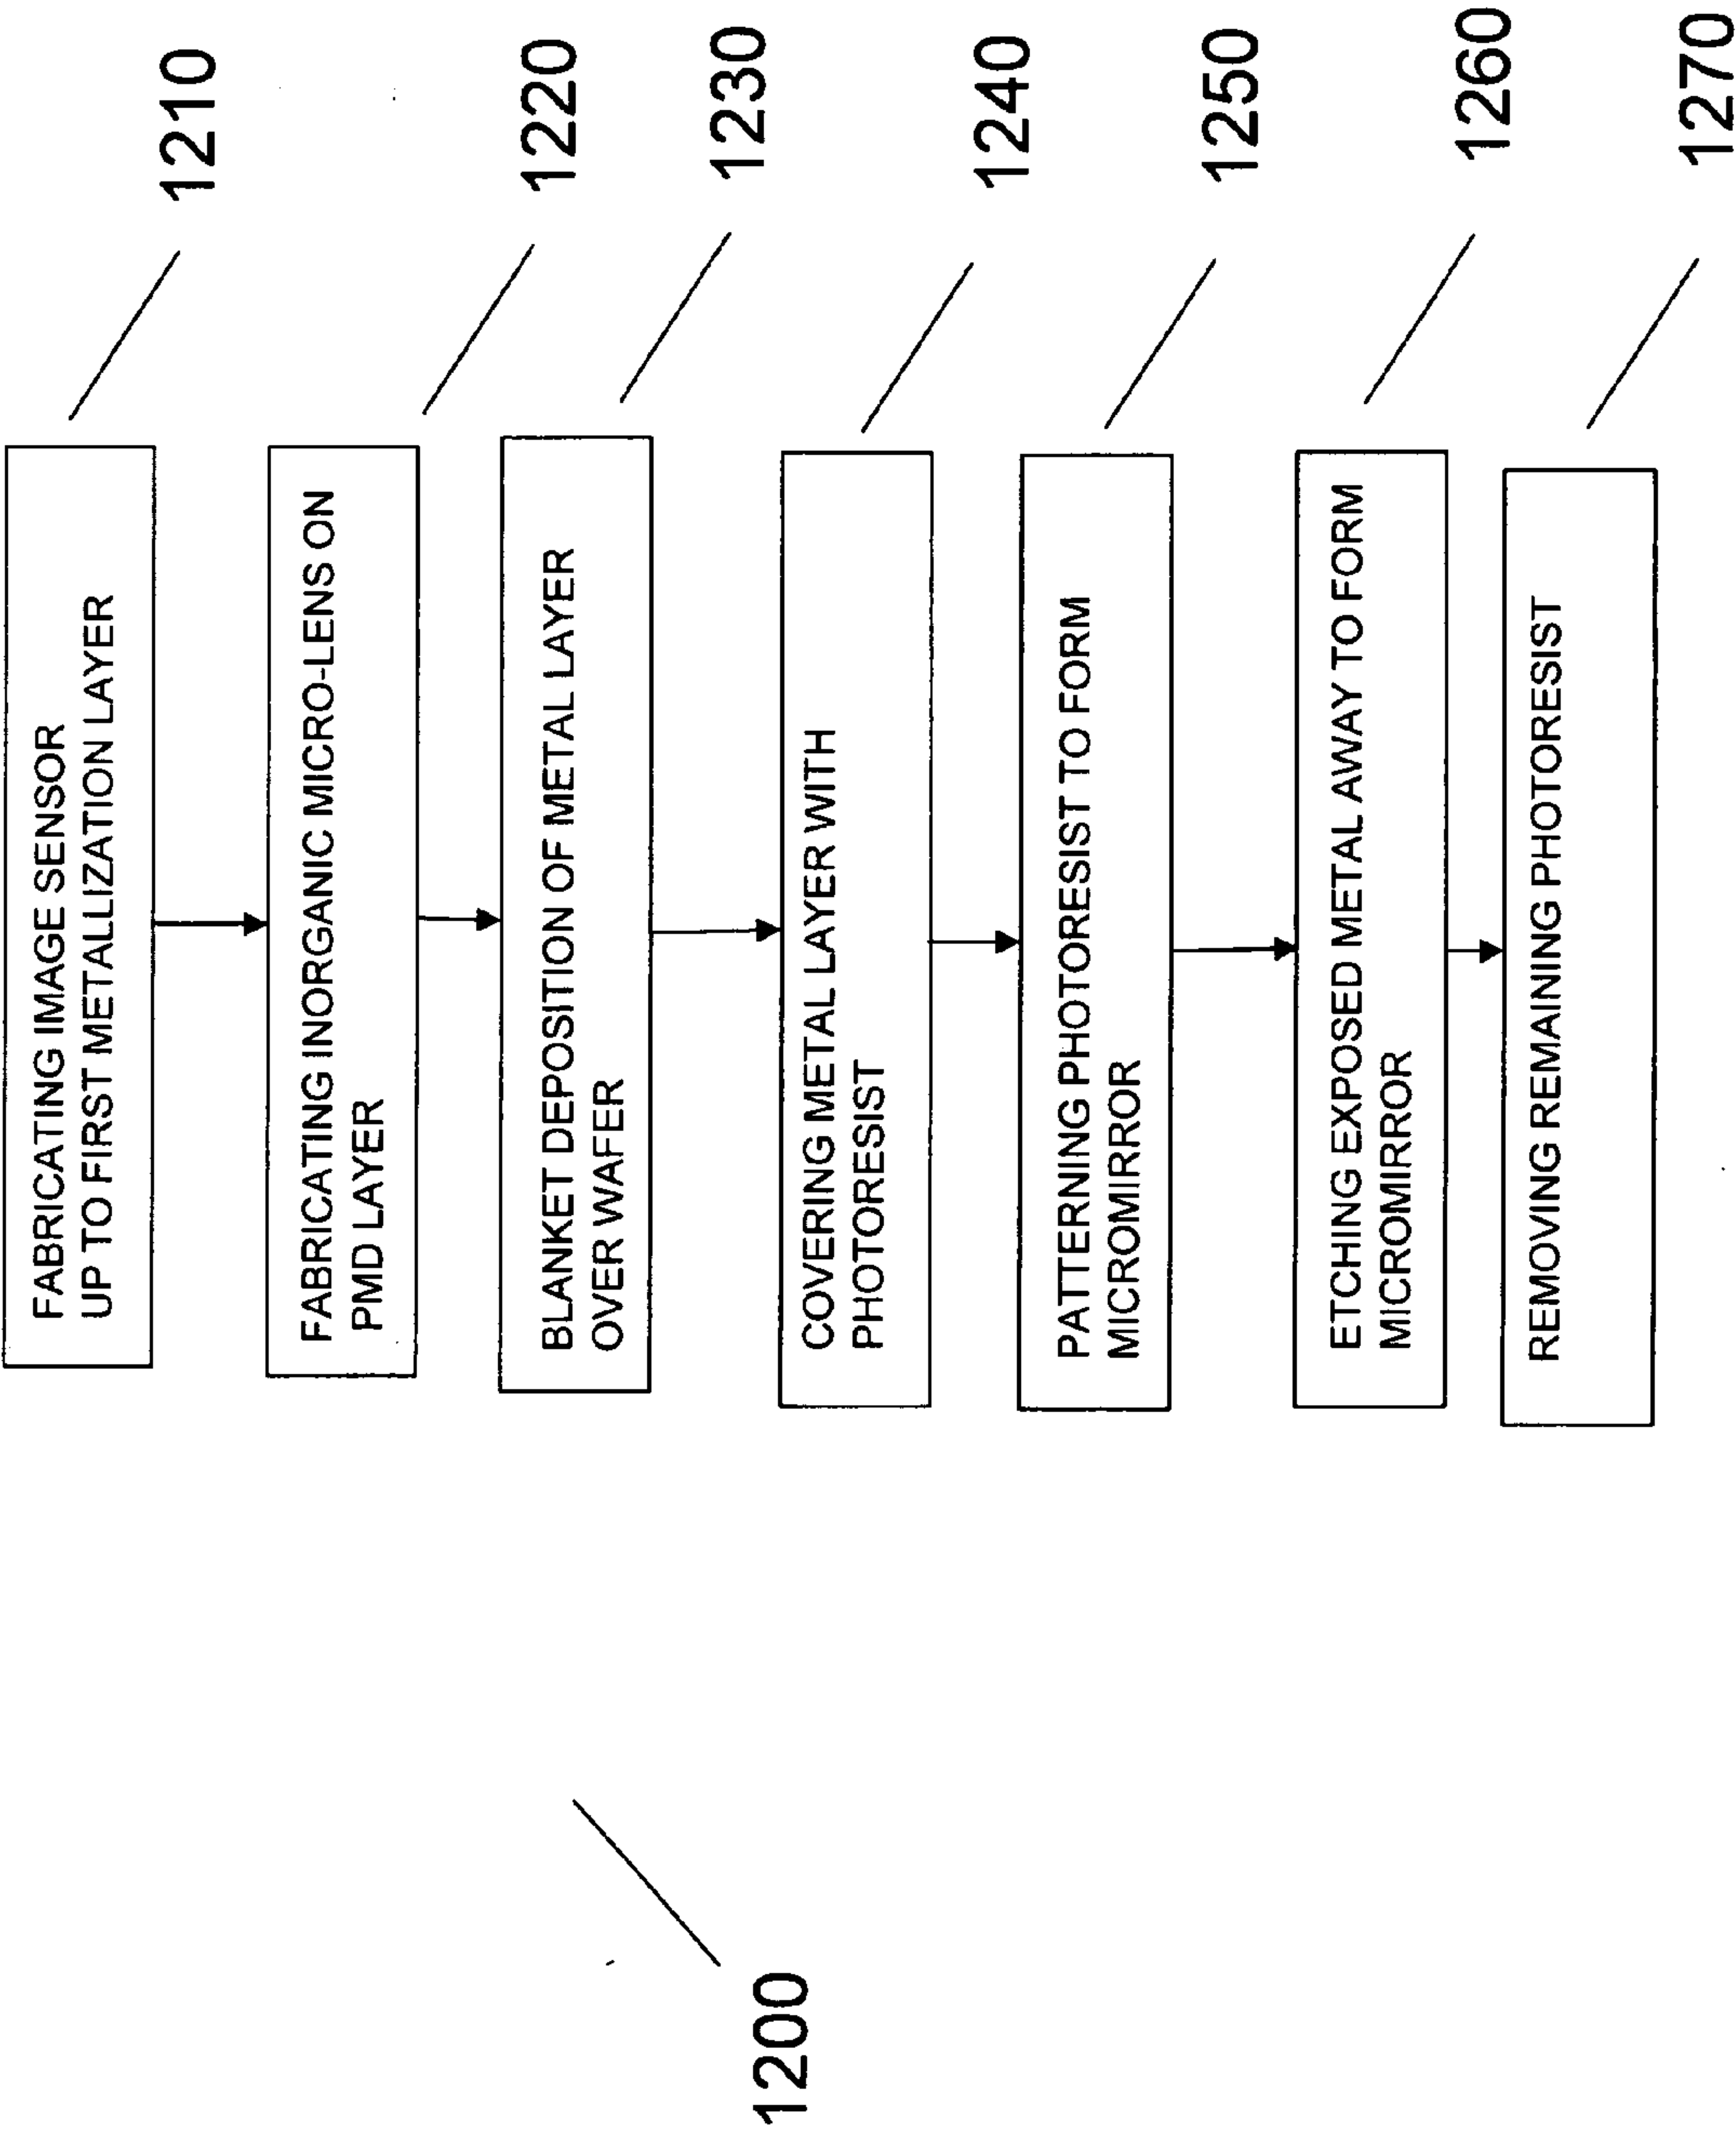 FABRICATING IMAGE SENSOR
UP TO FIRST METALLIZATION LAYER
1210
FABRICATING INORGANIC MICRO-LENS ON
PMD LAYER
1220
BLANKET DEPOSITION OF METAL LAYER
OVER WAFER
1230
COVERING METAL LAYER WITH
PHOTORESIST
1240
PATTERNING PHOTORESIST TO FORM
MICROMIRROR
1250
ETCHING EXPOSED METAL AWAY TO FORM
MICROMIRROR
1260
REMOVING REMAINING PHOTORESIST
1270
1200